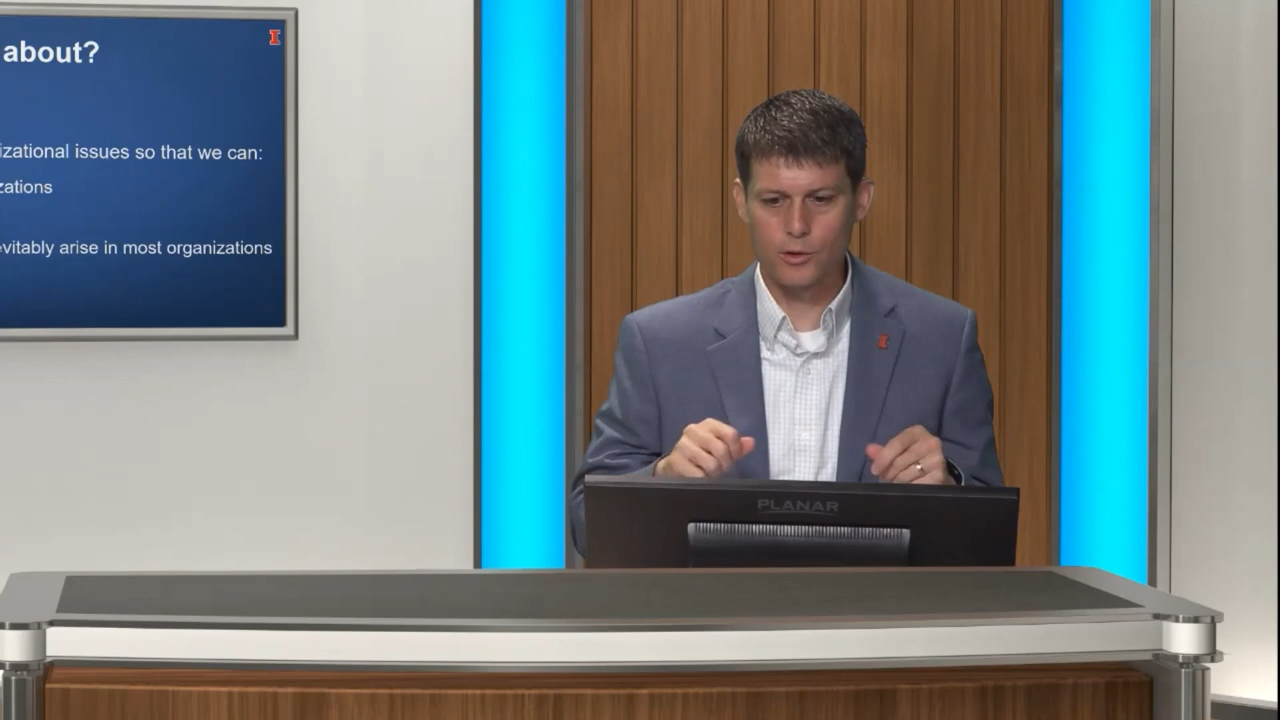 about?
izational issues so that we can:
zations
evitably arise in most organizations
PLANAR